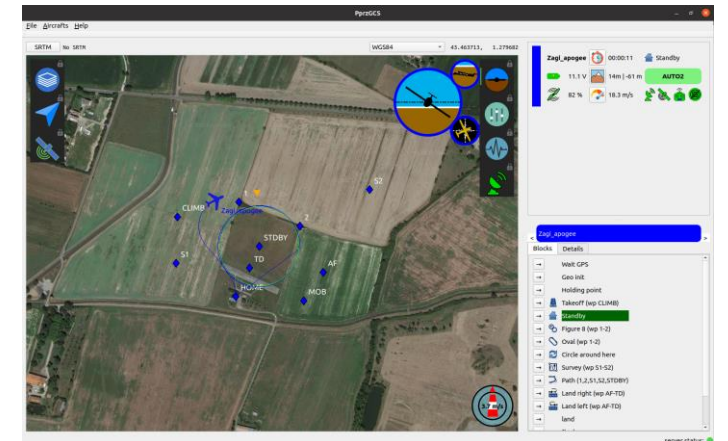 PprzGCS
File Aircrafts Help
SRTM No SRTM WGS84 43.463713, 1.279682
Zagi_apogee 00:00:11 Standby
11.1 V 14m|-61 m AUTO2
82 % 18.3 m/s
S2
1
CLIMB
Zagi_apogee
2
STDBY
S1
TD
AF
HOME
MOB
3.7 m/s
< Zagi_apogee >
Blocks Details
→ Wait GPS
→ Geo init
→ Holding point
→ Takeoff (wp CLIMB)
→ Standby
→ Figure 8 (wp 1-2)
→ Oval (wp 1-2)
→ Circle around here
→ Survey (wp S1-S2)
→ Path (1,2,S1,S2,STDBY)
→ Land right (wp AF-TD)
→ Land left (wp AF-TD)
→ land
server status: